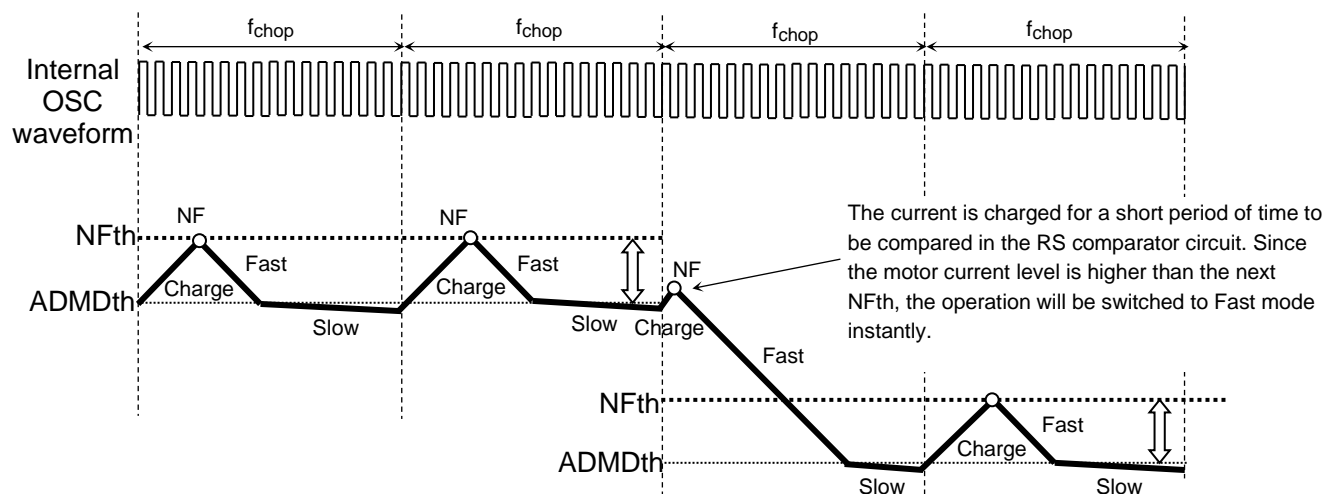 fchop
fchop
fchop
fchop
Internal
OSC
waveform
NF
NF
The current is charged for a short period of time to
be compared in the RS comparator circuit. Since
the motor current level is higher than the next
NFth, the operation will be switched to Fast mode
instantly.
NFth
Fast
Fast
NF
Charge
Charge
ADMDth
Slow
Slow
Charge
Fast
NFth
Fast
Charge
ADMDth
Slow
Slow